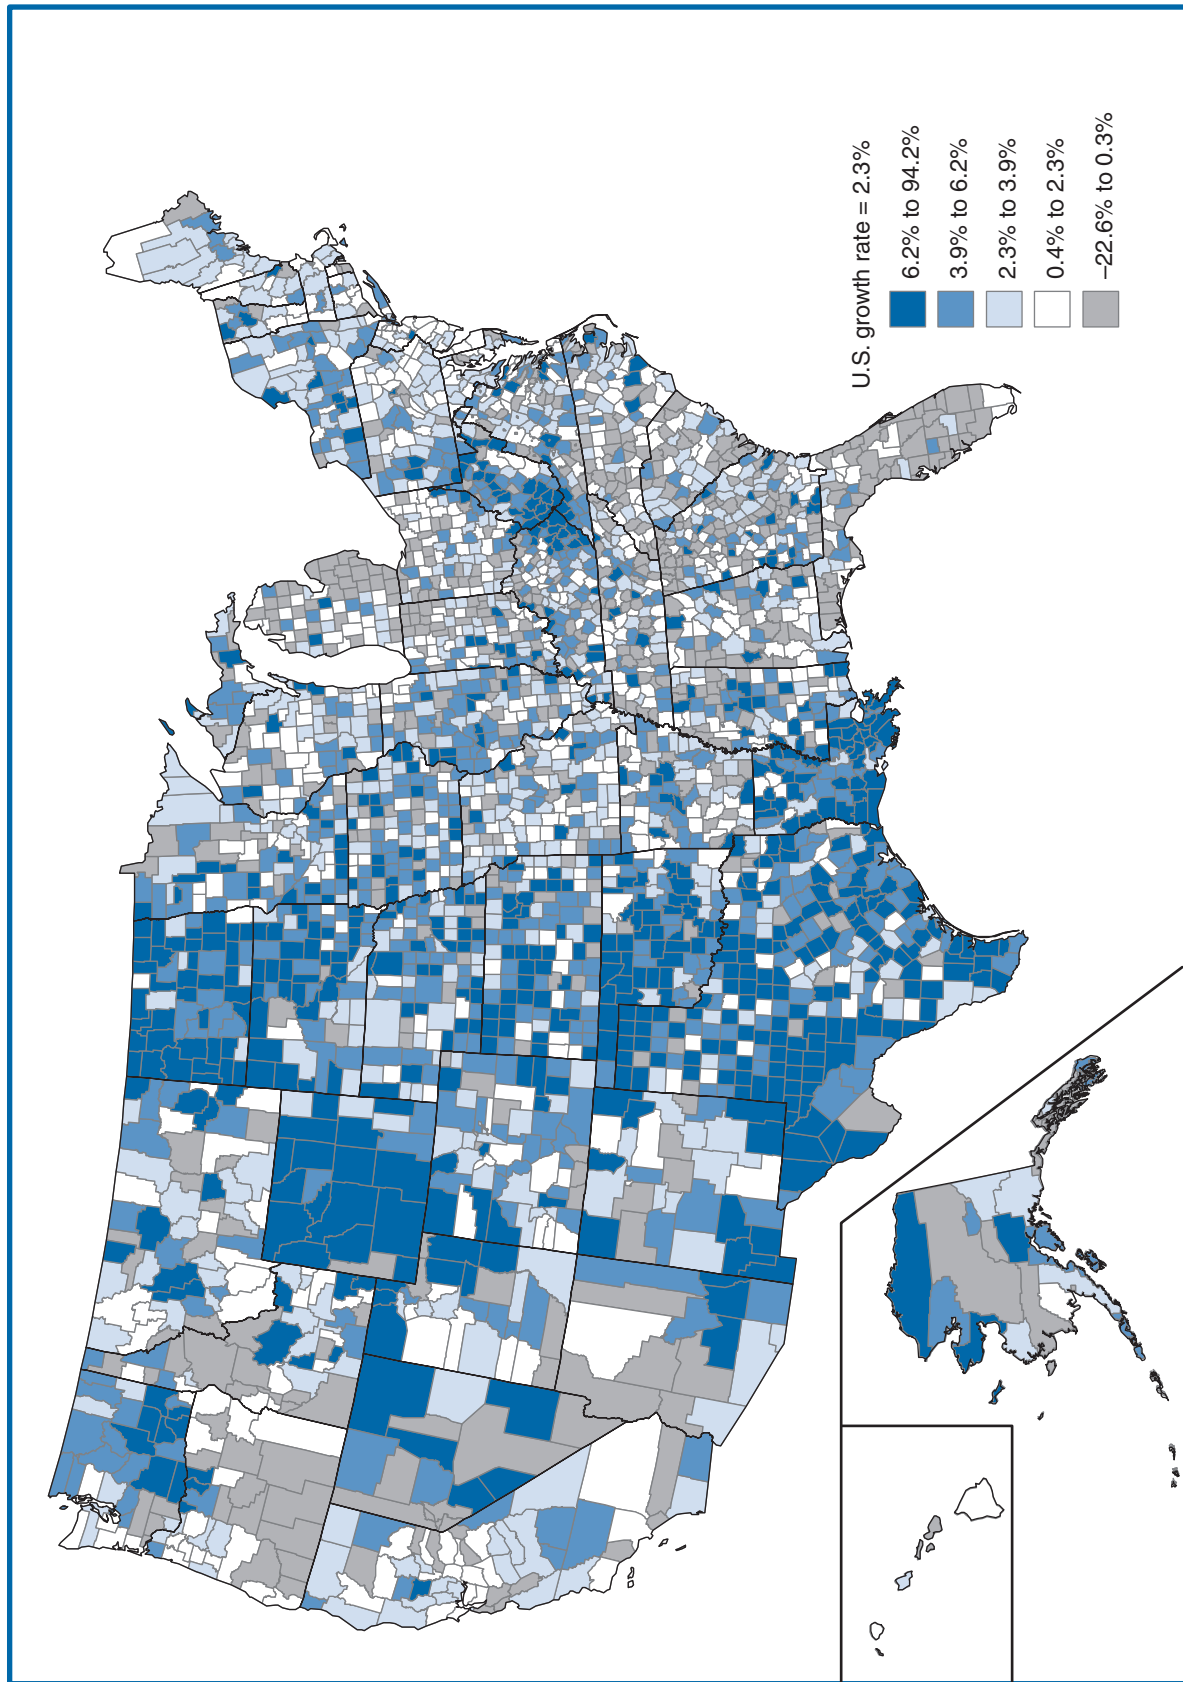 U.S. growth rate = 2.3%
6.2% to 94.2%
3.9% to 6.2%
2.3% to 3.9%
0.4% to 2.3%
–22.6% to 0.3%